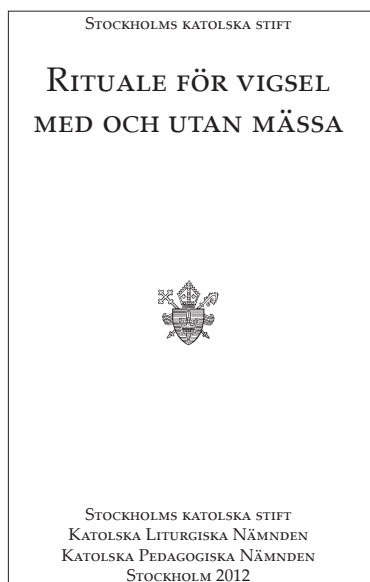 Stockholms katolska stift
Rituale för vigsel
med och utan mässa
Stockholms katolska stift
Katolska Liturgiska Nämnden
Katolska Pedagogiska Nämnden
Stockholm 2012